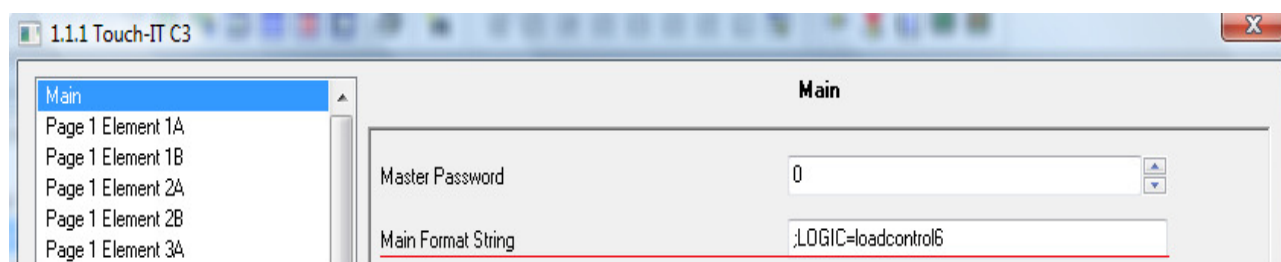 1.1.1 Touch-IT C3
Main
Page 1 Element 1A
Page 1 Element 1B
Page 1 Element 2A
Page 1 Element 2B
Page 1 Element 3A
Main
Master Password 0
Main Format String ;LOGIC=loadcontrol6